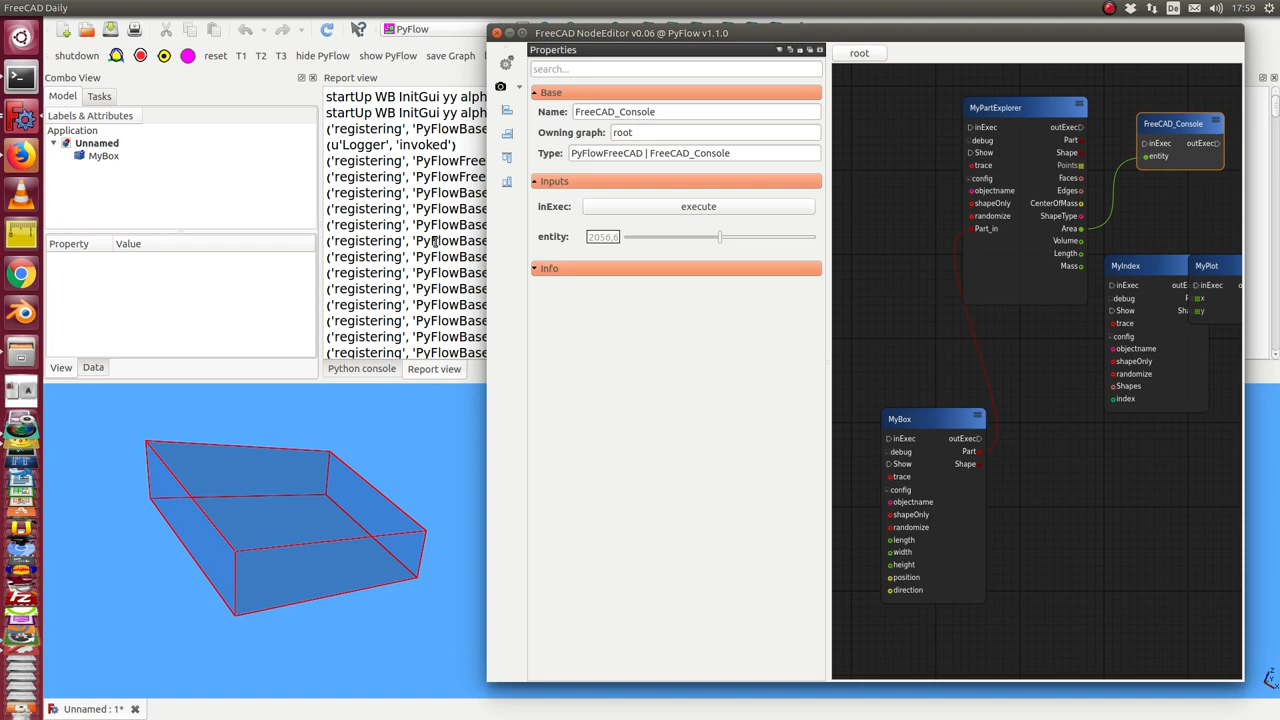 FreeCAD Daily
De
17:59
PyFlow
shutdown
reset
T1
T2
T3
hide PyFlow
show PyFlow
save Graph
Combo View
Model
Tasks
Labels & Attributes
Application
Unnamed
MyBox
Property
Value
View
Data
Report view
startUp WB InitGui yy alph
startUp WB InitGui yy alph
('registering', 'PyFlowBase
(u'Logger', 'invoked')
('registering', 'PyFlowFree
('registering', 'PyFlowFree
('registering', 'PyFlowBase
('registering', 'PyFlowBase
('registering', 'PyFlowBase
('registering', 'PyFlowBase
('registering', 'PyFlowBase
('registering', 'PyFlowBase
('registering', 'PyFlowBase
('registering', 'PyFlowBase
('registering', 'PyFlowBase
('registering', 'PyFlowBase
('registering', 'PyFlowBase
Python console
Report view
FreeCAD NodeEditor v0.06 @ PyFlow v1.1.0
Properties
search...
Base
Name:
FreeCAD_Console
Owning graph:
root
Type:
PyFlowFreeCAD | FreeCAD_Console
Inputs
inExec:
execute
entity:
2056,6
Info
root
MyPartExplorer
inExec
outExec
debug
Part
Show
Shape
trace
Points
config
Faces
objectname
Edges
shapeOnly
CenterOfMass
randomize
ShapeType
Part_in
Area
Volume
Length
Mass
FreeCAD_Console
inExec
outExec
entity
MyIndex
inExec
outE
debug
Show
Sha
trace
config
objectname
shapeOnly
randomize
Shapes
index
MyPlot
inExec
x
y
MyBox
inExec
outExec
debug
Part
Show
Shape
trace
config
objectname
shapeOnly
randomize
length
width
height
position
direction
Unnamed : 1*